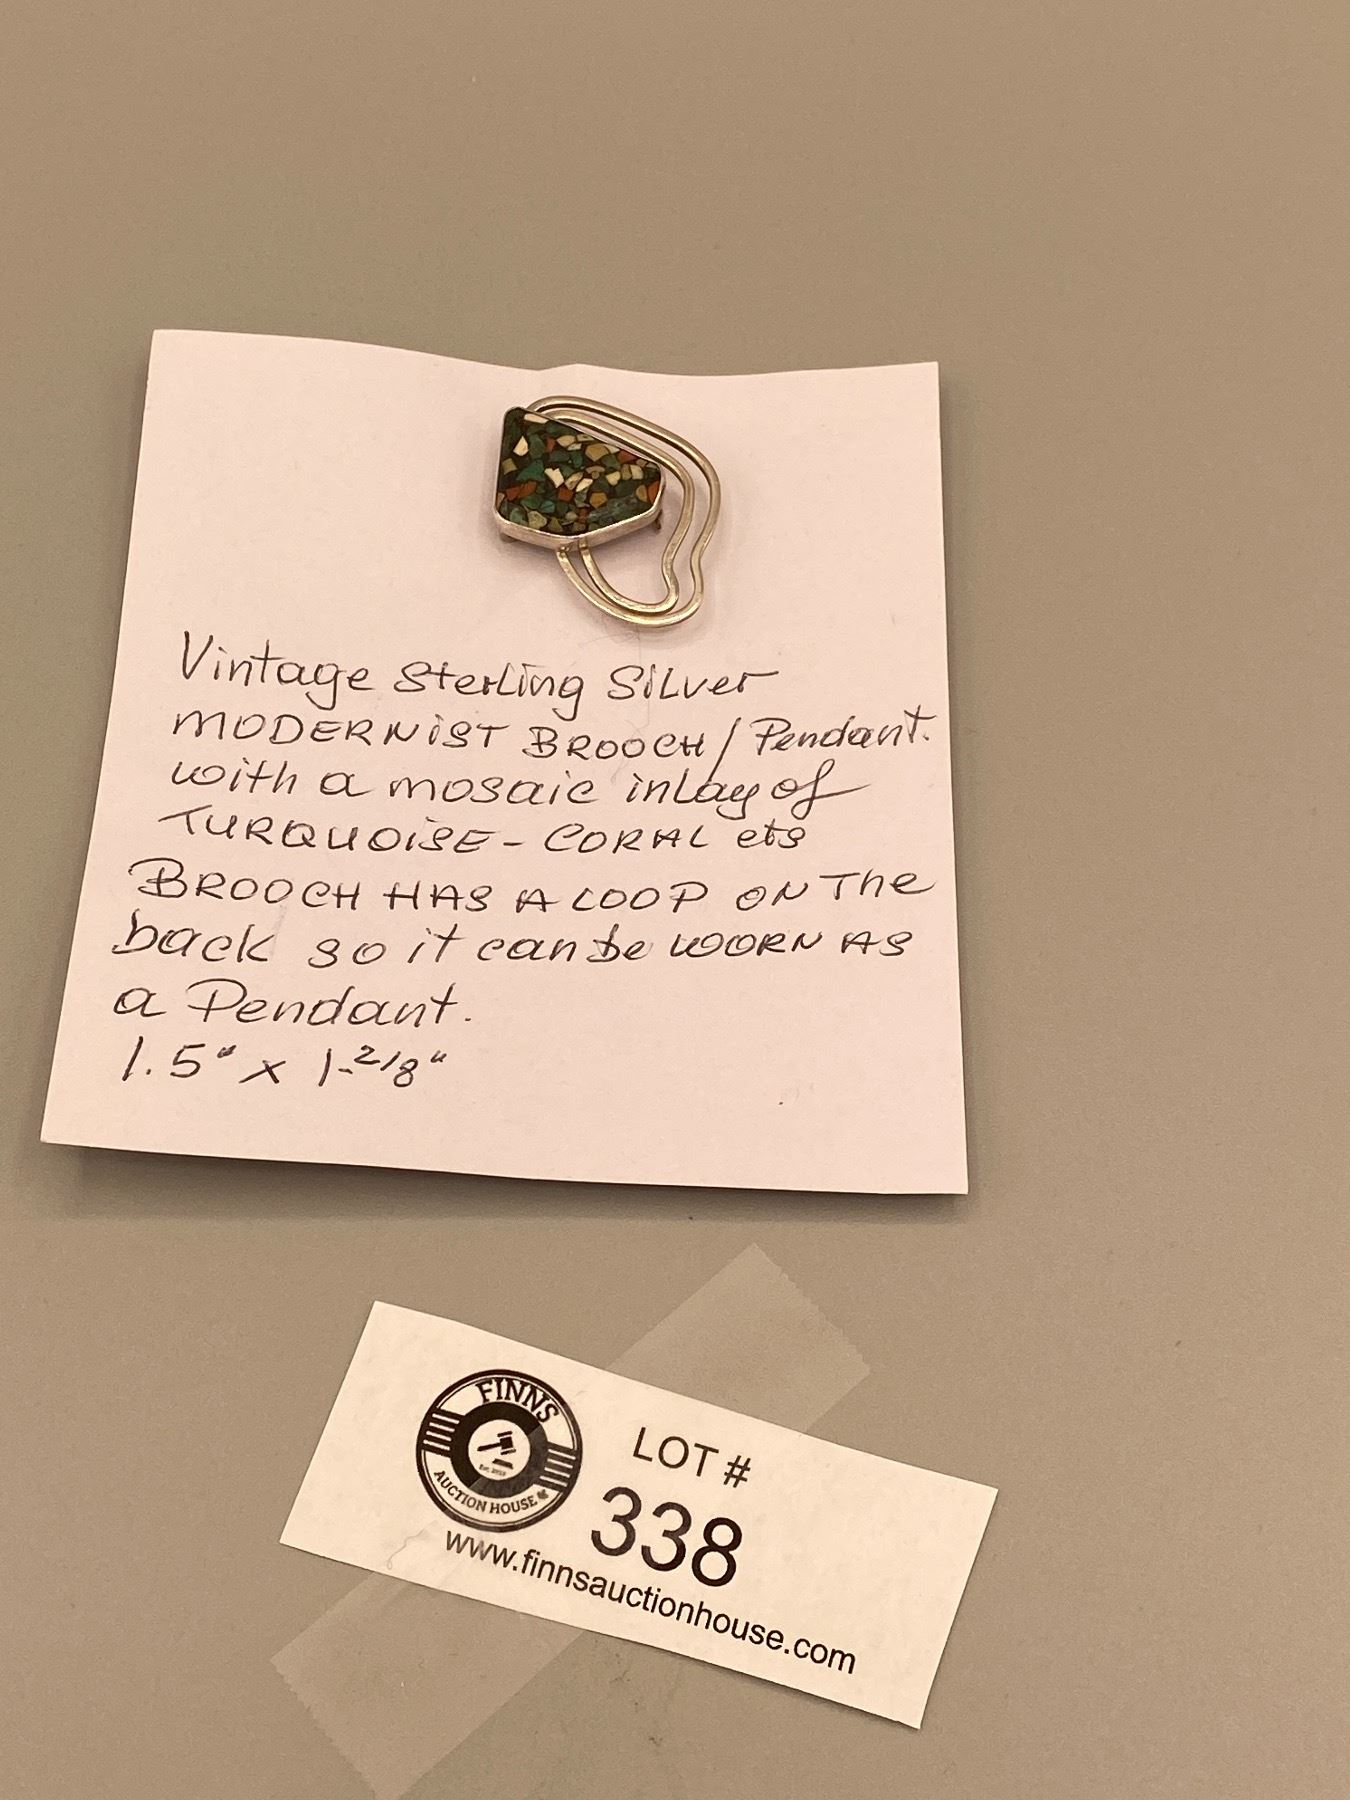 Vintage Sterling Silver
MODERNIST BROOCH / Pendant.
with a mosaic inlay of
TURQUOISE - CORAL ets
BROOCH HAS A LOOP ON The
back so it can be WORN AS
a Pendant.
1.5" x 1-2/8"
FINNS
Est. 2019
AUCTION HOUSE
LOT #
338
www.finnsauctionhouse.com